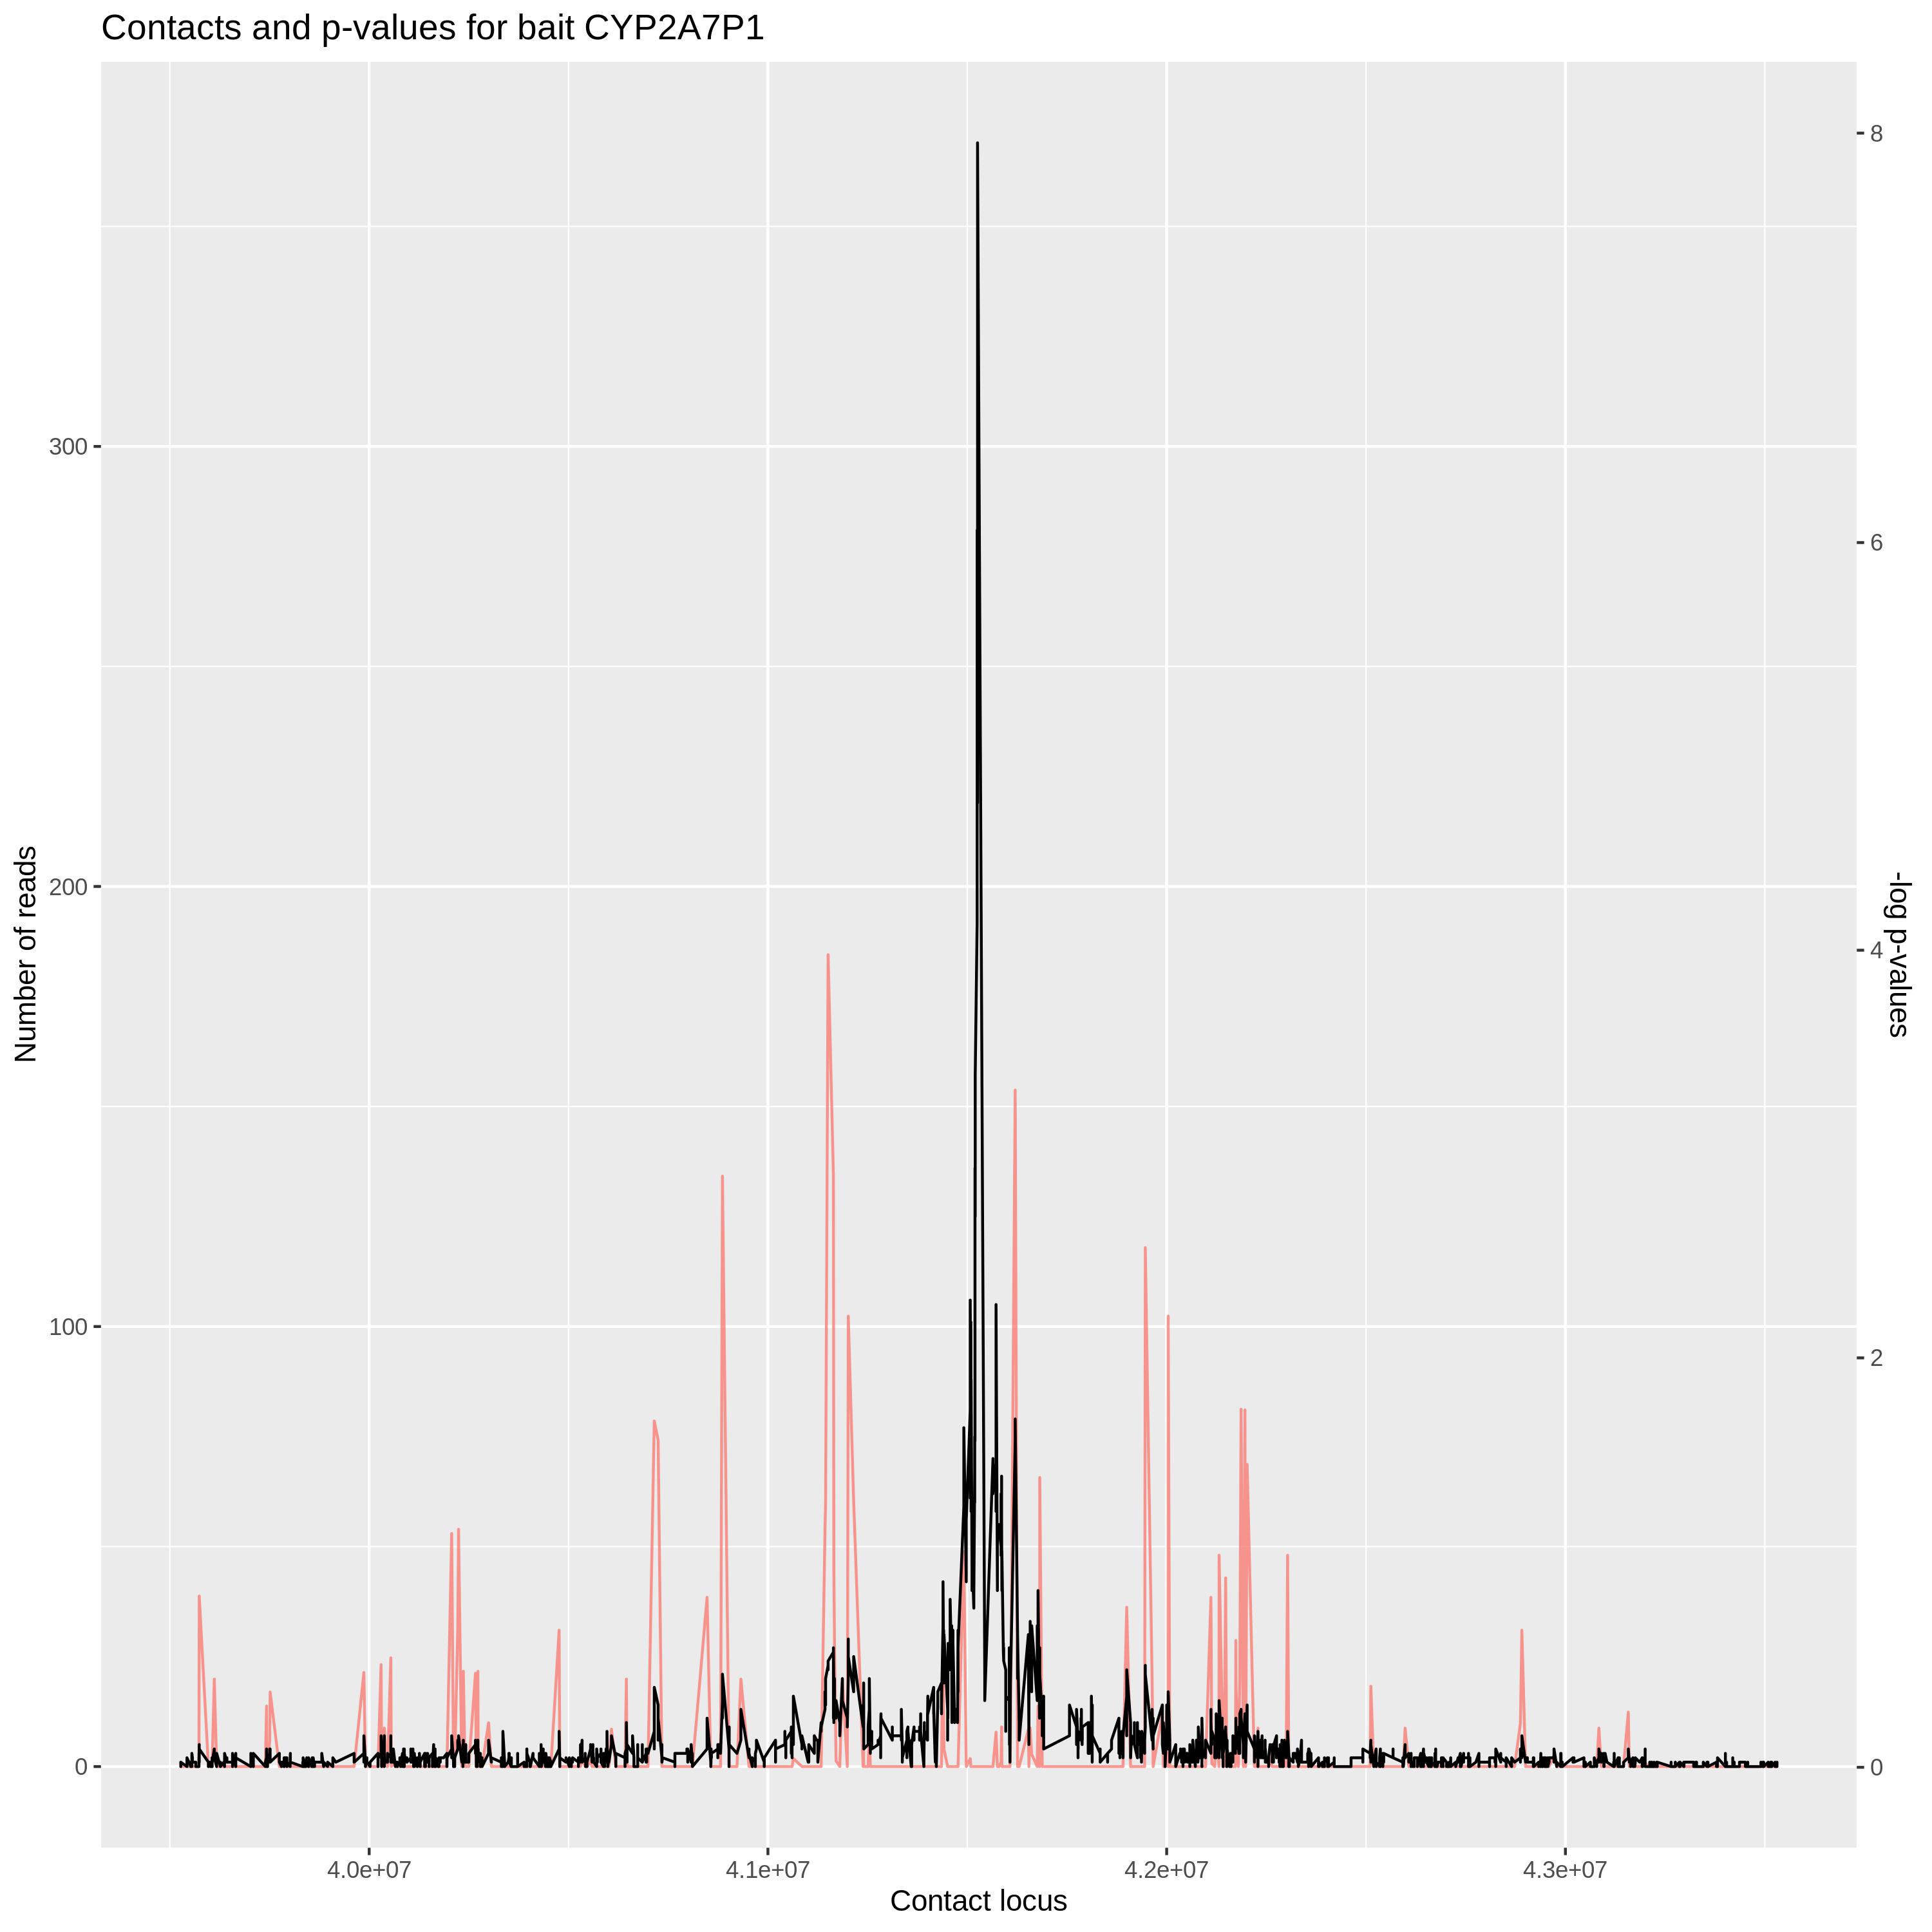 Contacts and p-values for bait CYP2A7P1
8
300
6
200
4
100
2
0
0
Number of reads
-log p-values
4.0e+07
4.1e+07
4.2e+07
4.3e+07
Contact locus